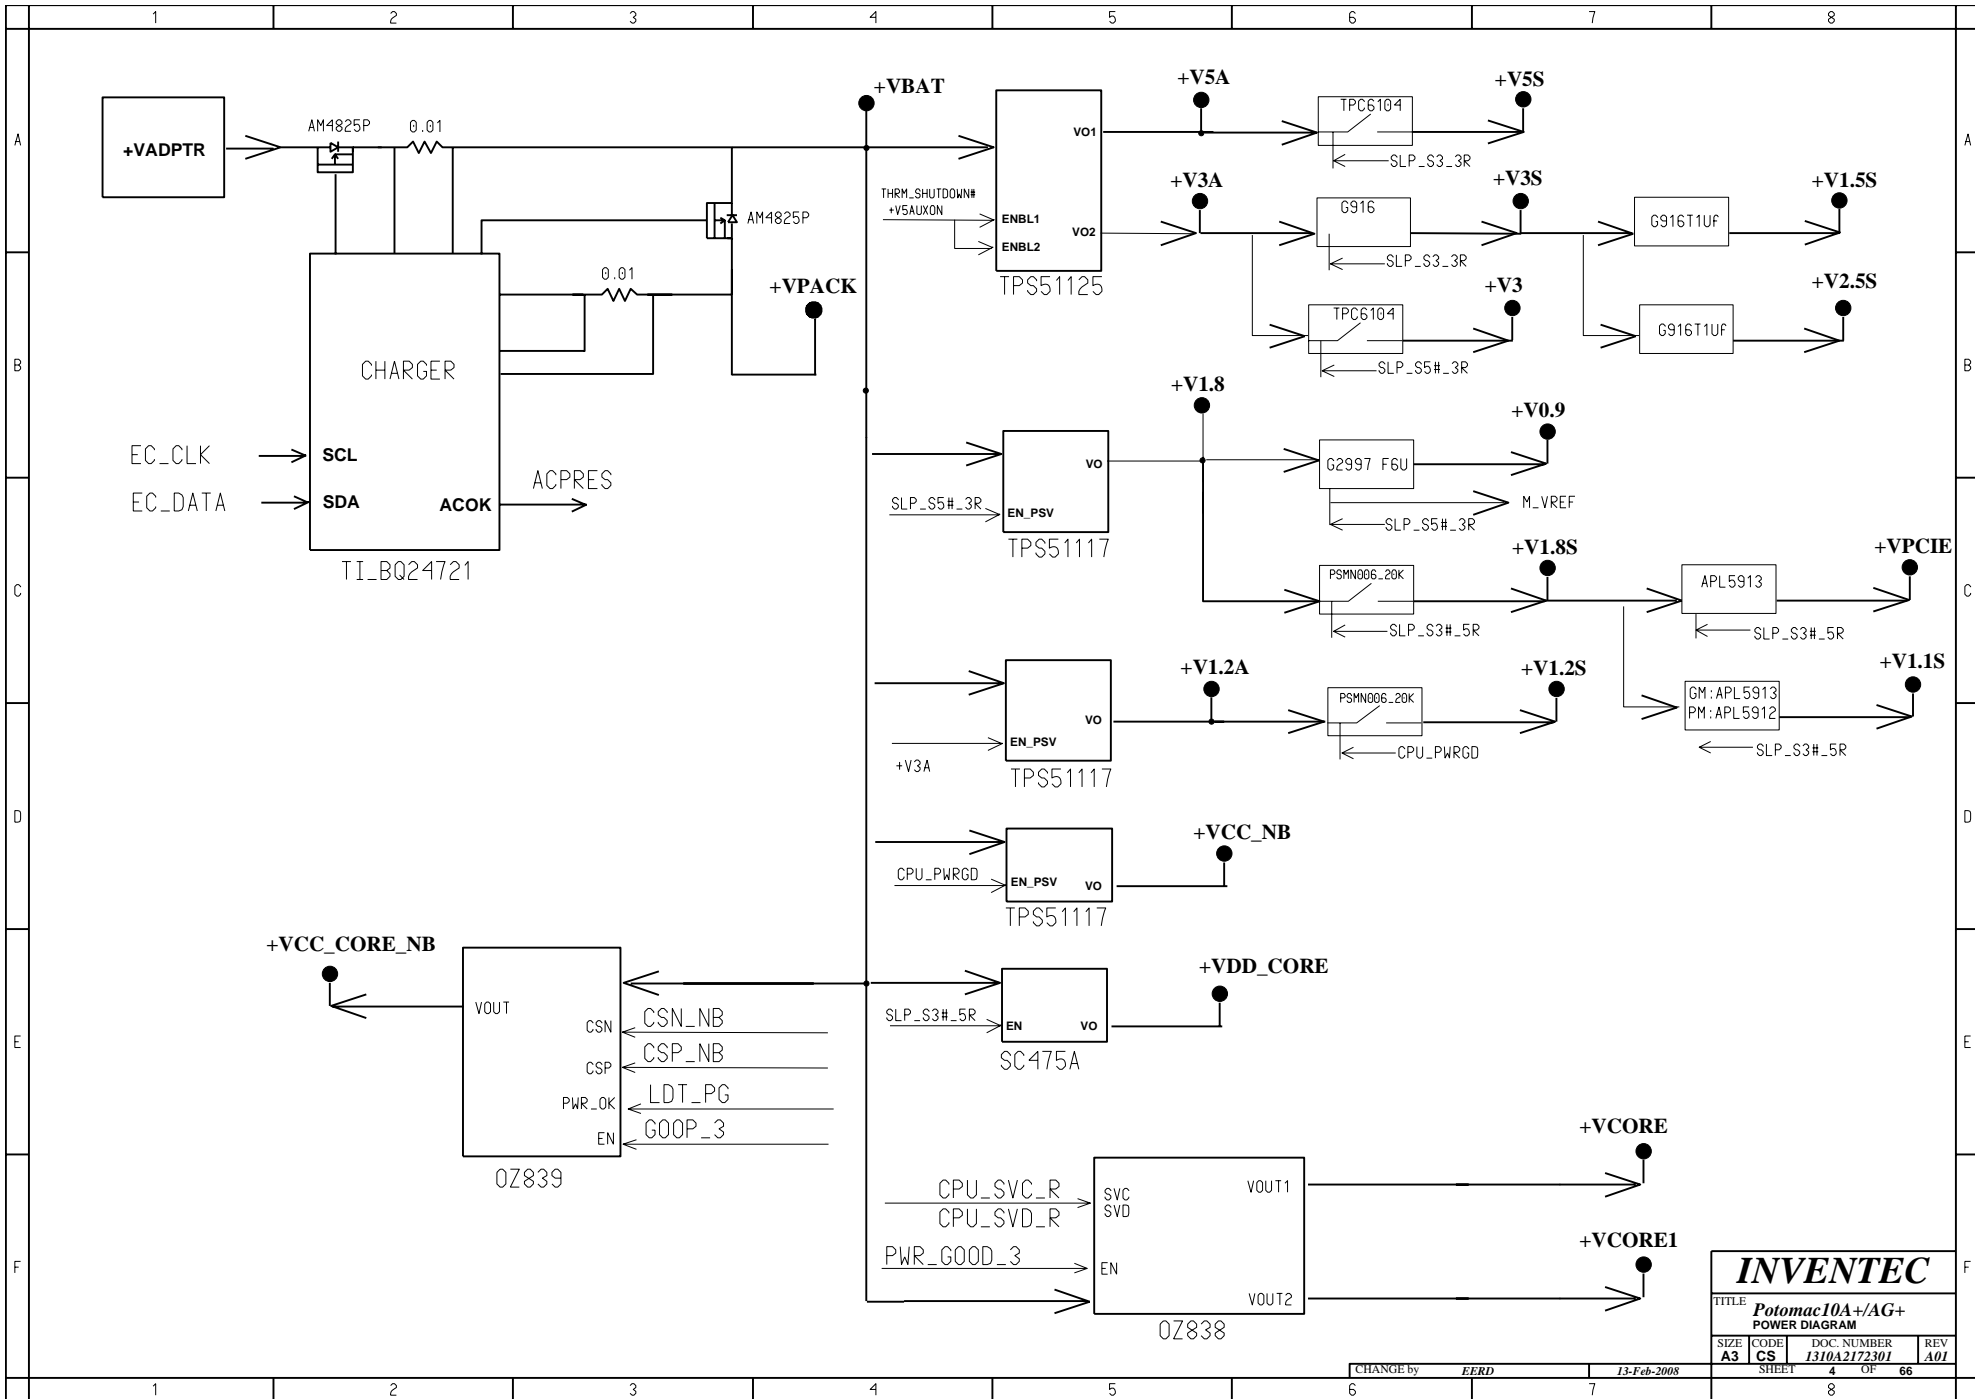 1 2 3 4 5 6 7 8
A
A
B
B
C
C
D
D
E
E
F
F
+VADPTR
AM4825P
0.01
AM4825P
0.01
+VPACK
CHARGER
EC_CLK
SCL
EC_DATA
SDA
ACOK
ACPRES
TI_BQ24721
+VBAT
THRM_SHUTDOWN#
+V5AUXON
ENBL1
ENBL2
VO1
VO2
TPS51125
+V5A
TPC6104
SLP_S3_3R
+V5S
+V3A
G916
SLP_S3_3R
+V3S
G916T1Uf
+V1.5S
TPC6104
SLP_S5#_3R
+V3
G916T1Uf
+V2.5S
SLP_S5#_3R
EN_PSV
VO
TPS51117
+V1.8
G2997 F6U
SLP_S5#_3R
+V0.9
M_VREF
PSMN006_20K
SLP_S3#_5R
+V1.8S
APL5913
SLP_S3#_5R
+VPCIE
GM:APL5913
PM:APL5912
SLP_S3#_5R
+V1.1S
+V3A
EN_PSV
VO
TPS51117
+V1.2A
PSMN006_20K
CPU_PWRGD
+V1.2S
CPU_PWRGD
EN_PSV
VO
TPS51117
+VCC_NB
+VCC_CORE_NB
VOUT
CSN
CSP
PWR_OK
EN
CSN_NB
CSP_NB
LDT_PG
GOOP_3
OZ839
SLP_S3#_5R
EN
VO
SC475A
+VDD_CORE
CPU_SVC_R
CPU_SVD_R
PWR_GOOD_3
SVC
SVD
EN
VOUT1
VOUT2
OZ838
+VCORE
+VCORE1
INVENTEC
TITLE
Potomac10A+/AG+
POWER DIAGRAM
SIZE CODE DOC. NUMBER REV
A3 CS 1310A2172301 A01
CHANGE by EERD 13-Feb-2008 SHEET 4 OF 66
1 2 3 4 6 7 8